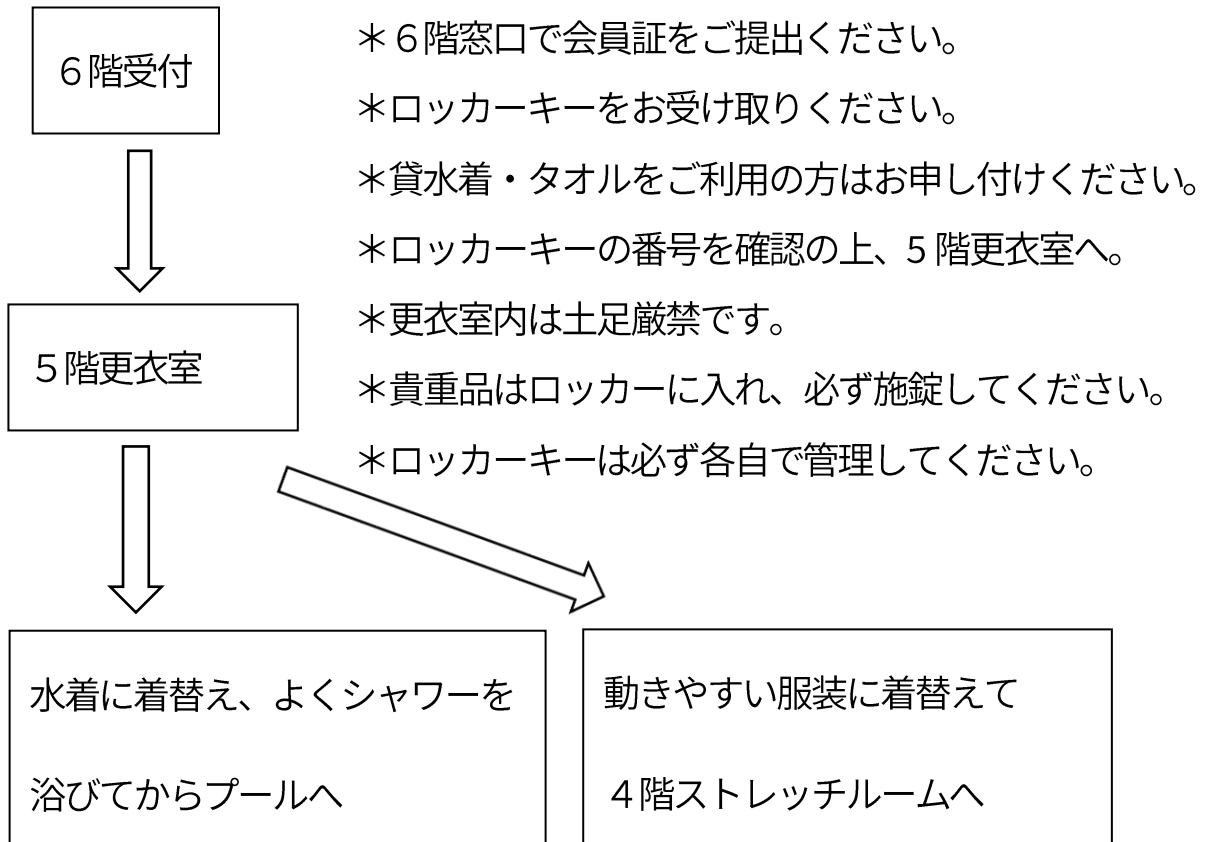 ６階受付
＊６階窓口で会員証をご提出ください。
＊ロッカーキーをお受け取りください。
＊貸水着・タオルをご利用の方はお申し付けください。
＊ロッカーキーの番号を確認の上、5 階更衣室へ。
＊更衣室内は土足厳禁です。
５階更衣室
＊貴重品はロッカーに入れ、必ず施錠してください。
＊ロッカーキーは必ず各自で管理してください。
水着に着替え、よくシャワーを
浴びてからプールへ
動きやすい服装に着替えて
４階ストレッチルームへ